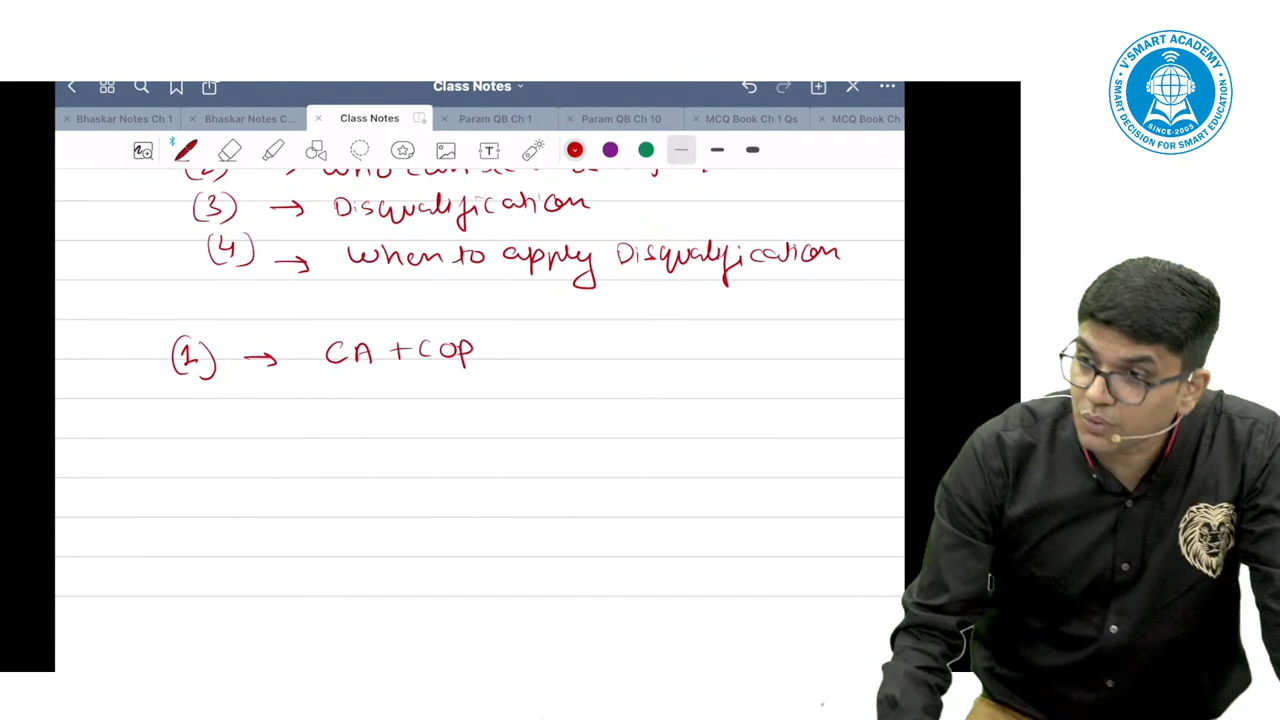 V'SMART ACADEMY
SMART DECISION FOR SMART EDUCATION
SINCE-2005
Class Notes
Bhaskar Notes Ch 1
Bhaskar Notes C...
Class Notes
Param QB Ch 1
Param QB Ch 10
MCQ Book Ch 1 Qs
MCQ Book Ch
(3) → Disqualification
(4) → When to apply Disqualification
(1) → CA + COP